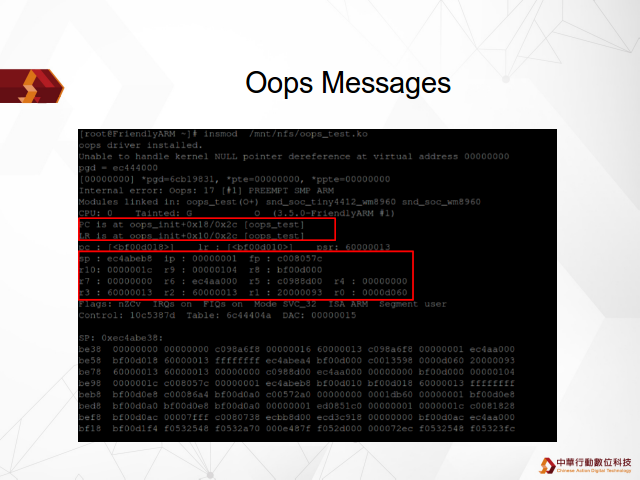 Oops Messages
[root@FriendlyARM ~]# insmod /mnt/nfs/oops_test.ko
oops driver installed.
Unable to handle kernel NULL pointer dereference at virtual address 00000000
pgd = ec444000
[00000000] *pgd=6cb19831, *pte=00000000, *ppte=00000000
Internal error: Oops: 17 [#1] PREEMPT SMP ARM
Modules linked in: oops_test(O+) snd_soc_tiny4412_wm8960 snd_soc_wm8960
CPU: 0 Tainted: G O (3.5.0-FriendlyARM #1)
PC is at oops_init+0x18/0x2c [oops_test]
LR is at oops_init+0x10/0x2c [oops_test]
pc : [<bf00d018>] lr : [<bf00d010>] psr: 60000013
sp : ec4abeb8 ip : 00000001 fp : c008057c
r10: 0000001c r9 : 00000104 r8 : bf00d000
r7 : 00000000 r6 : ec4aa000 r5 : c0988d00 r4 : 00000000
r3 : 60000013 r2 : 60000013 r1 : 20000093 r0 : 0000d060
Flags: nZCv IRQs on FIQs on Mode SVC_32 ISA ARM Segment user
Control: 10c5387d Table: 6c44404a DAC: 00000015
SP: 0xec4abe38:
be38 00000000 00000000 c098a6f8 00000016 60000013 c098a6f8 00000001 ec4aa000
be58 bf00d018 60000013 ffffffff ec4abea4 bf00d000 c0013598 0000d060 20000093
be78 60000013 60000013 00000000 c0988d00 ec4aa000 00000000 bf00d000 00000104
be98 0000001c c008057c 00000001 ec4abeb8 bf00d010 bf00d018 60000013 ffffffff
beb8 bf00d0e8 c00086a4 bf00d0a0 c00572a0 00000000 0001db60 00000001 bf00d0e8
bed8 bf00d0a0 bf00d0e8 bf00d0a0 00000001 ed0851c0 00000001 0000001c c0081828
bef8 bf00d0ac 00007fff c0080738 ecbb8d00 ecd3c918 00000000 bf00d0ac ec4aa000
bf18 bf00d1f4 f0532548 f0532a70 000e487f f052d000 000072ec f0532548 f05323fc
中華行動數位科技
Chinese Action Digital Technology